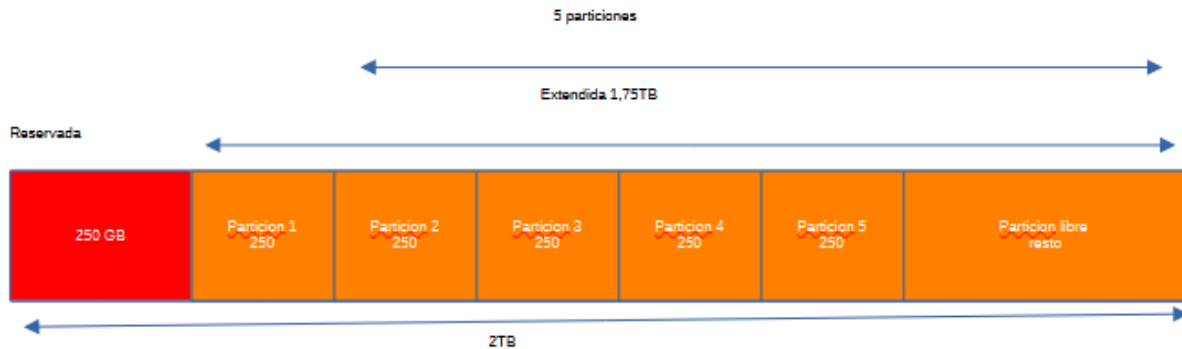 5 particiones
Extendida 1,75TB
Reservada
250 GB
Particion 1
250
Particion 2
250
Particion 3
250
Particion 4
250
Particion 5
250
Particion libre
resto
2TB